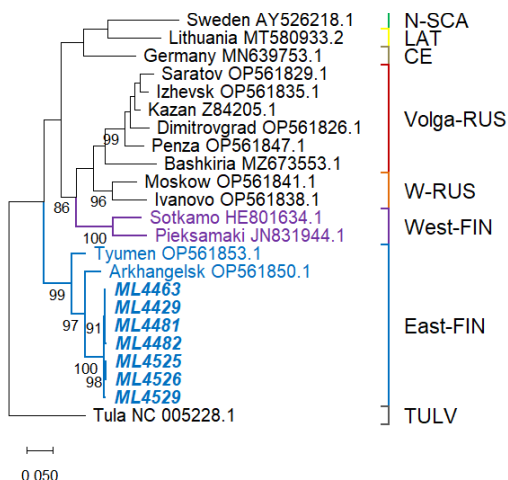 Sweden AY526218.1 N-SCA
Lithuania MT580933.2 LAT
Germany MN639753.1 CE
Saratov OP561829.1
Izhevsk OP561835.1
Kazan Z84205.1 Volga-RUS
Dimitrovgrad OP561826.1
99
Penza OP561847.1
Bashkiria MZ673553.1
Moskow OP561841.1 W-RUS
96
Ivanovo OP561838.1
86
Sotkamo HE801634.1 West-FIN
100
Pieksamaki JN831944.1
Tyumen OP561853.1
Arkhangelsk OP561850.1
99
ML4463
ML4429
97
91
ML4481 East-FIN
ML4482
ML4525
100
ML4526
98
ML4529
Tula NC 005228.1 TULV
0.050